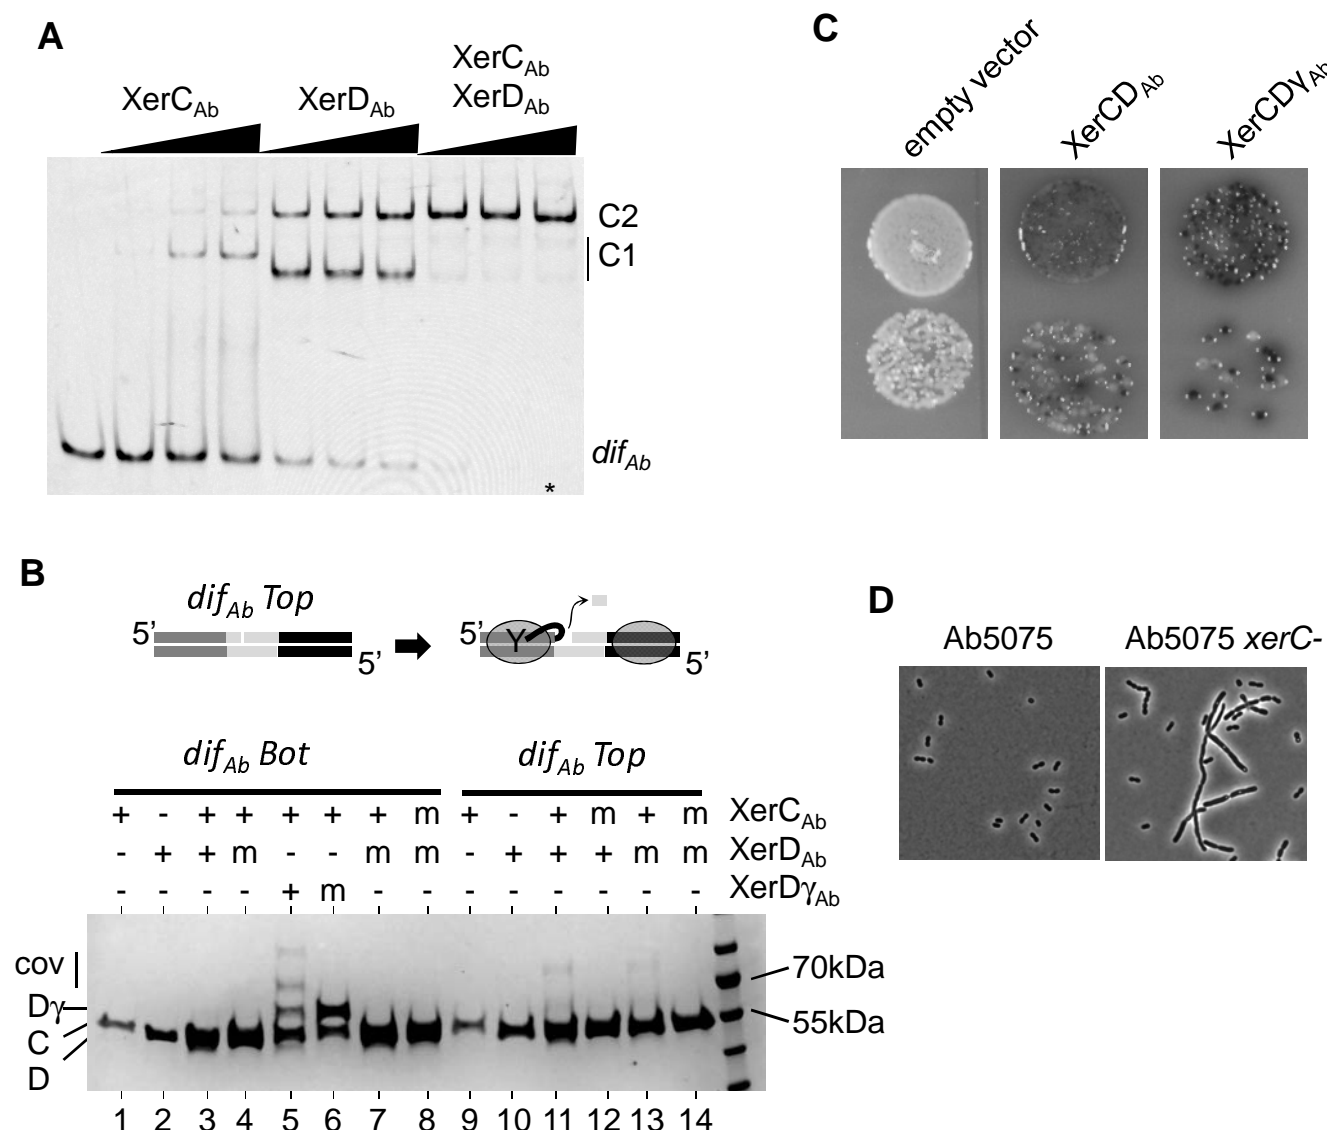 A
XerC_Ab
XerD_Ab
XerC_Ab
XerD_Ab
C2
C1
dif_Ab
*
B
dif_Ab Top
5’
5’
5’
Y
5’
dif_Ab Bot
dif_Ab Top
+ - + + + + + m + - + m + m XerC_Ab
- + + m - - m m - + + + m m XerD_Ab
- - - - + m - - - - - - - - XerDγ_Ab
cov
Dγ
C
D
70kDa
55kDa
1 2 3 4 5 6 7 8 9 10 11 12 13 14
C
empty vector
XerCD_Ab
XerCDγ_Ab
D
Ab5075
Ab5075 xerC-